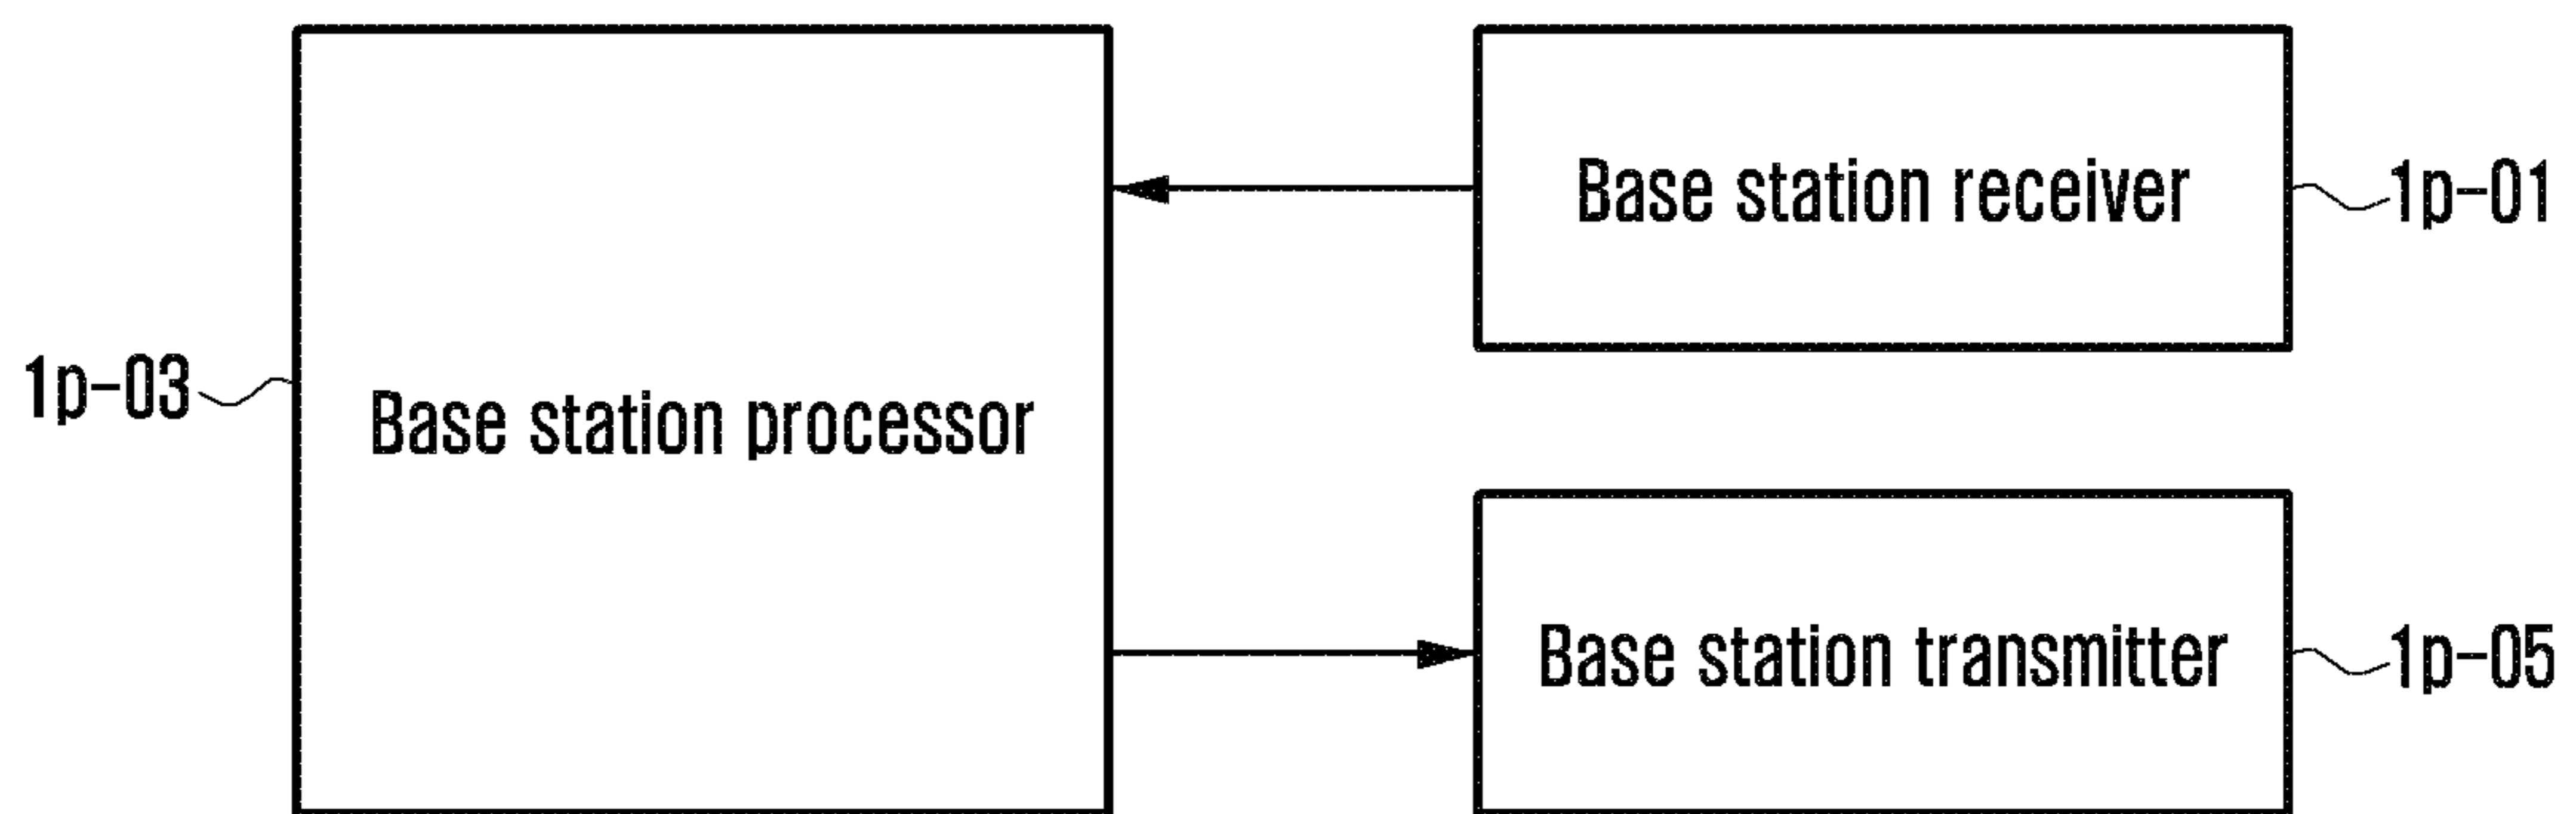 Base station receiver
1p-01
1p-03
Base station processor
Base station transmitter
1p-05